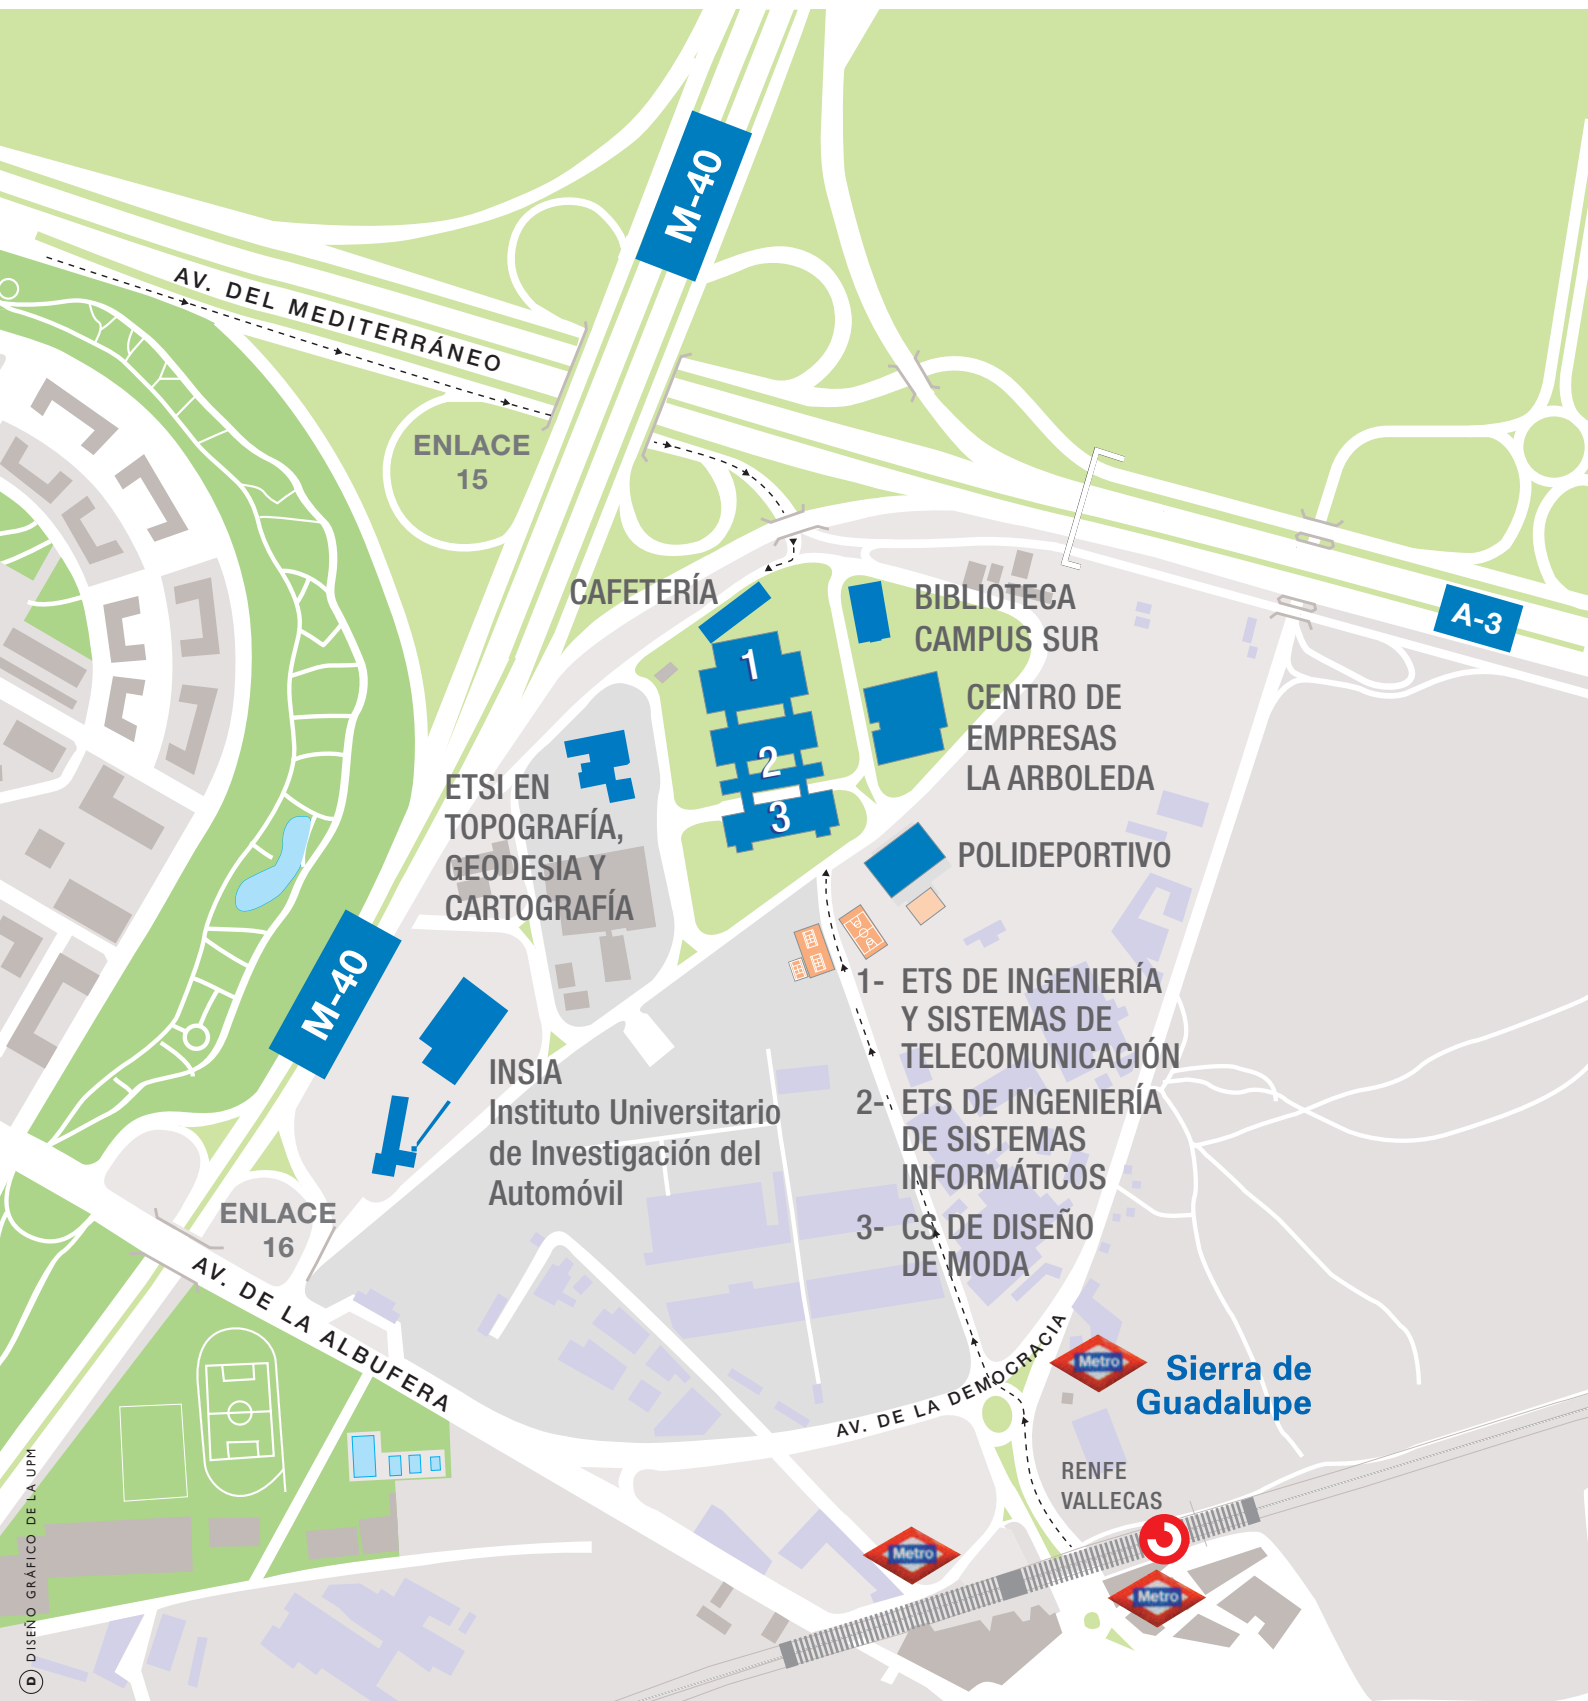 M-40
AV. DEL MEDITERRÁNEO
ENLACE
15
A-3
CAFETERÍA
BIBLIOTECA
CAMPUS SUR
1
CENTRO DE
EMPRESAS
LA ARBOLEDA
2
3
ETSI EN
TOPOGRAFÍA,
GEODESIA Y
CARTOGRAFÍA
POLIDEPORTIVO
M-40
1- ETS DE INGENIERÍA
Y SISTEMAS DE
TELECOMUNICACIÓN
2- ETS DE INGENIERÍA
DE SISTEMAS
INFORMÁTICOS
3- CS DE DISEÑO
DE MODA
INSIA
Instituto Universitario
de Investigación del
Automóvil
ENLACE
16
AV. DE LA ALBUFERA
AV. DE LA DEMOCRACIA
Metro
Sierra de
Guadalupe
RENFE
VALLECAS
Metro
Metro
D DISEÑO GRÁFICO DE LA UPM